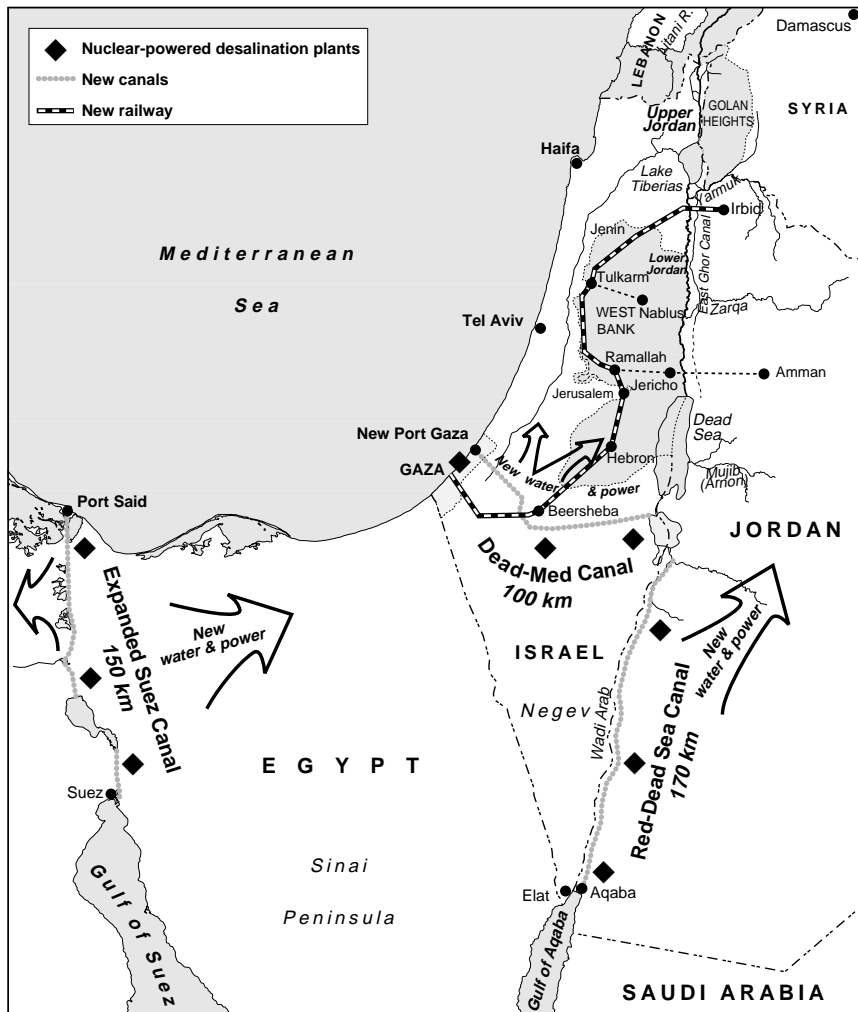 Nuclear-powered desalination plants
New canals
New railway
Damascus
LEBANON
Litani R.
GOLAN
HEIGHTS
SYRIA
Upper
Jordan
Haifa
Lake
Tiberias
Yarmuk
Irbid
Mediterranean
Sea
Jenin
Lower
Jordan
East Ghor Canal
Tulkarm
WEST
BANK
Nablus
Zarqa
Tel Aviv
Ramallah
Jericho
Amman
Jerusalem
New Port Gaza
Dead
Sea
GAZA
New water
& power
Hebron
Mujib
(Arnon)
Port Said
Beersheba
JORDAN
Dead-Med Canal
100 km
Expanded Suez Canal
150 km
New
water & power
ISRAEL
New
water & power
Negev
Wadi Arab
Red-Dead Sea Canal
170 km
EGYPT
Suez
Sinai
Peninsula
Elat
Aqaba
Gulf of Suez
Gulf of Aqaba
SAUDI ARABIA